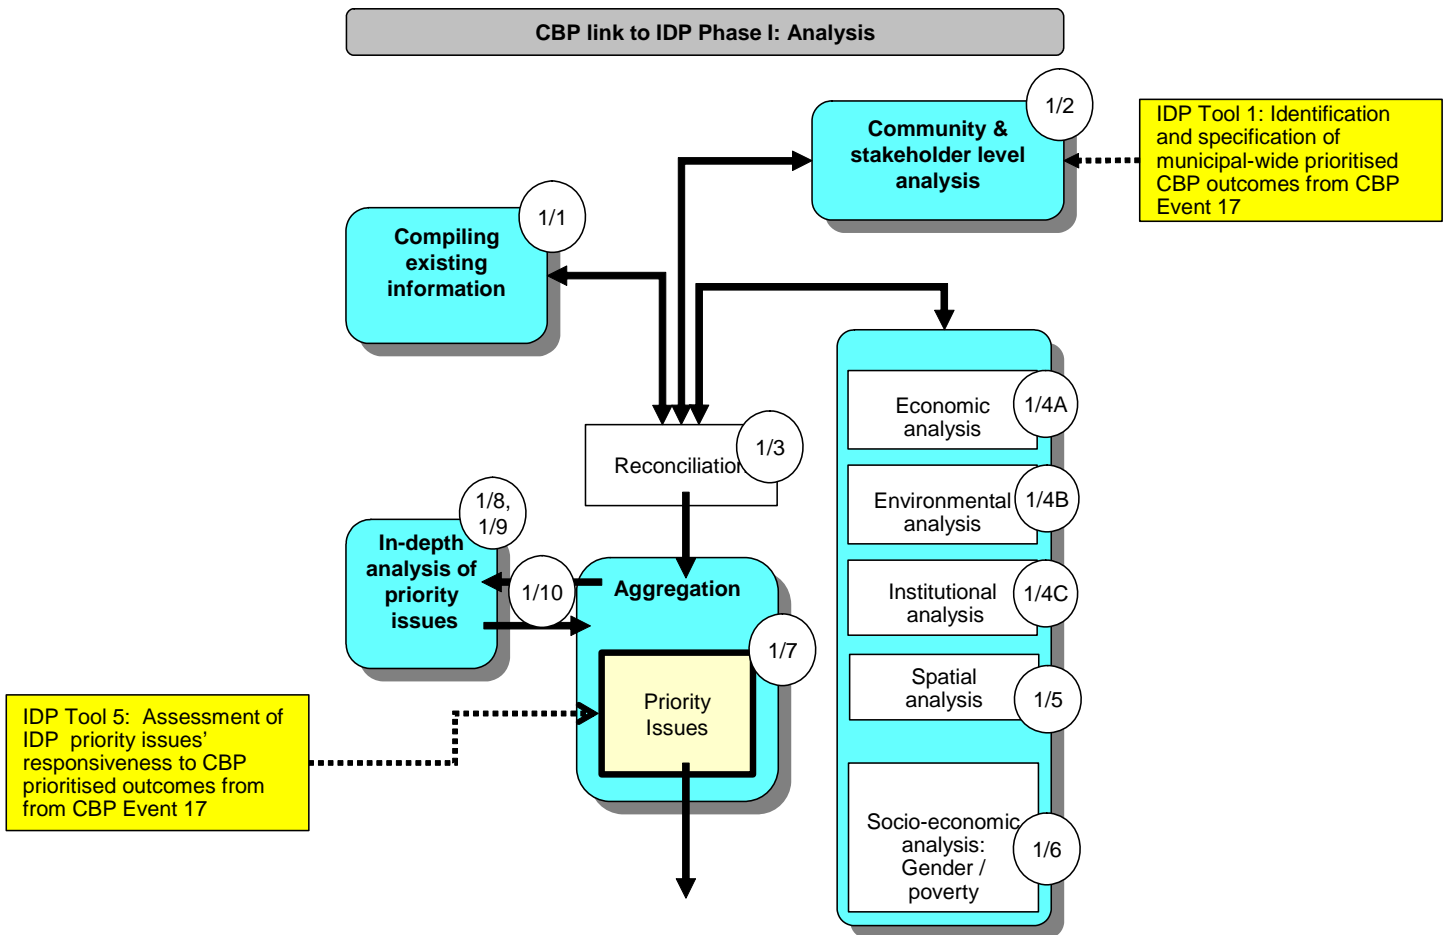 CBP link to IDP Phase I: Analysis
1/2
Community &
stakeholder level
analysis
IDP Tool 1: Identification
and specification of
municipal-wide prioritised
CBP outcomes from CBP
Event 17
1/1
Compiling
existing
information
Economic
analysis
1/4A
1/3
Reconciliation
Environmental
analysis
1/4B
1/8,
1/9
In-depth
analysis of
priority
issues
1/10
Aggregation
Institutional
analysis
1/4C
1/7
Priority
Issues
Spatial
analysis
1/5
IDP Tool 5:  Assessment of
IDP  priority issues'
responsiveness to CBP
prioritised outcomes from
from CBP Event 17
Socio-economic
analysis:
Gender /
poverty
1/6